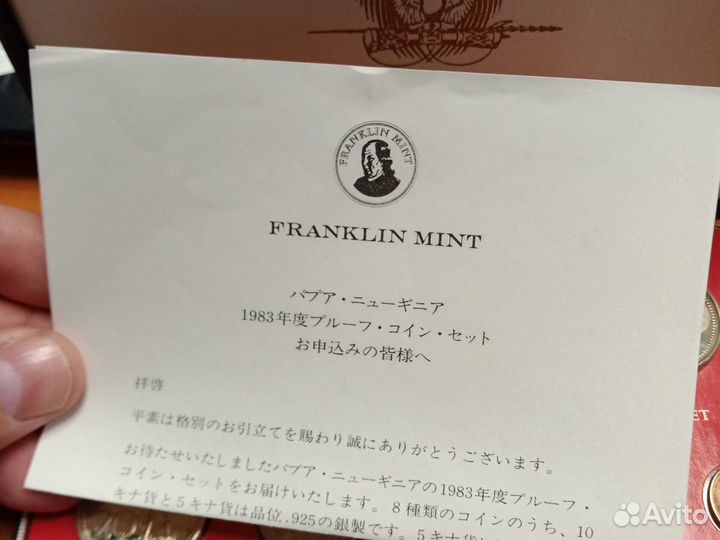 FRANKLIN MINT
FRANKLIN MINT
パプア・ニューギニア
1983年度プルーフ・コイン・セット
お申込みの皆様へ
拝啓
平素は格別のお引立てを賜わり誠にありがとうございます。
お待たせいたしましたパプア・ニューギニアの1983年度プルーフ・
コイン・セットをお届けいたします。8種類のコインのうち、10
キナ貨と5キナ貨は品位.925の銀製です。5キナ貨
ET
Avito